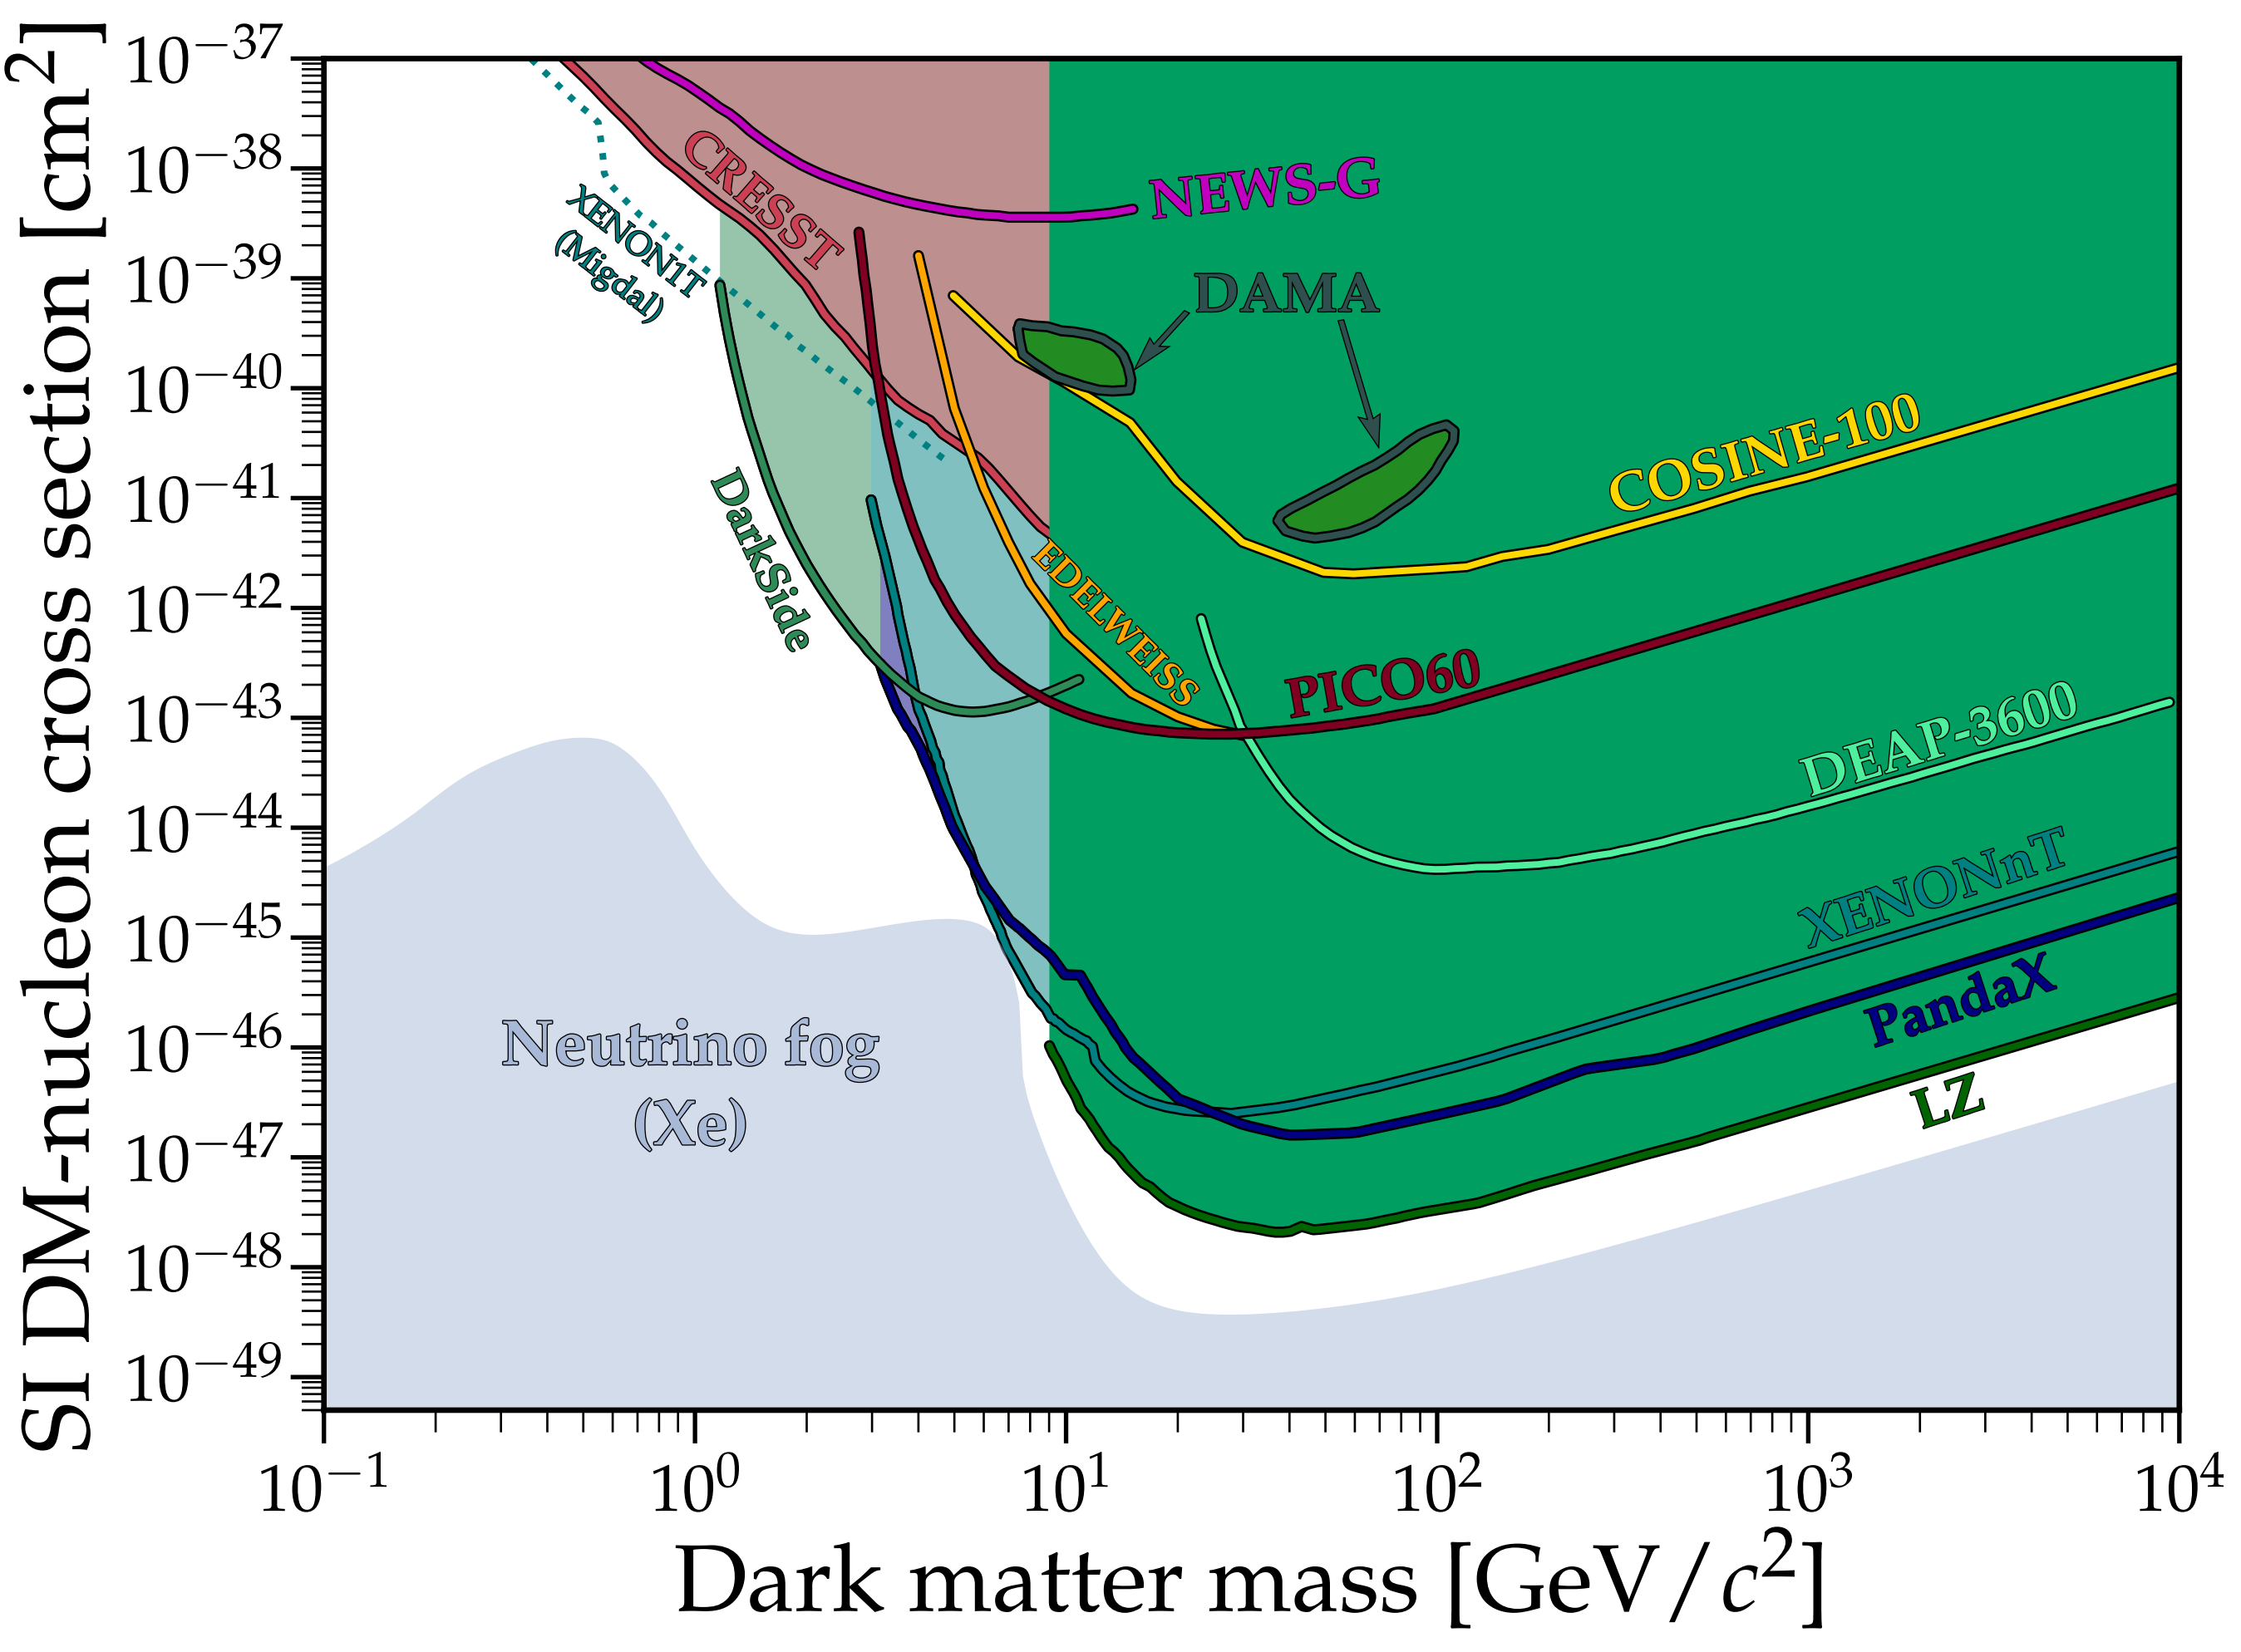 SI DM-nucleon cross section [cm²]
10⁻³⁷
10⁻³⁸
10⁻³⁹
10⁻⁴⁰
10⁻⁴¹
10⁻⁴²
10⁻⁴³
10⁻⁴⁴
10⁻⁴⁵
10⁻⁴⁶
10⁻⁴⁷
10⁻⁴⁸
10⁻⁴⁹
CRESST
NEWS-G
XENON1T
(Migdal)
DAMA
COSINE-100
DarkSide
EDELWEISS
PICO60
DEAP-3600
XENONnT
PandaX
LZ
Neutrino fog
(Xe)
10⁻¹
10⁰
10¹
10²
10³
10⁴
Dark matter mass [GeV/c²]